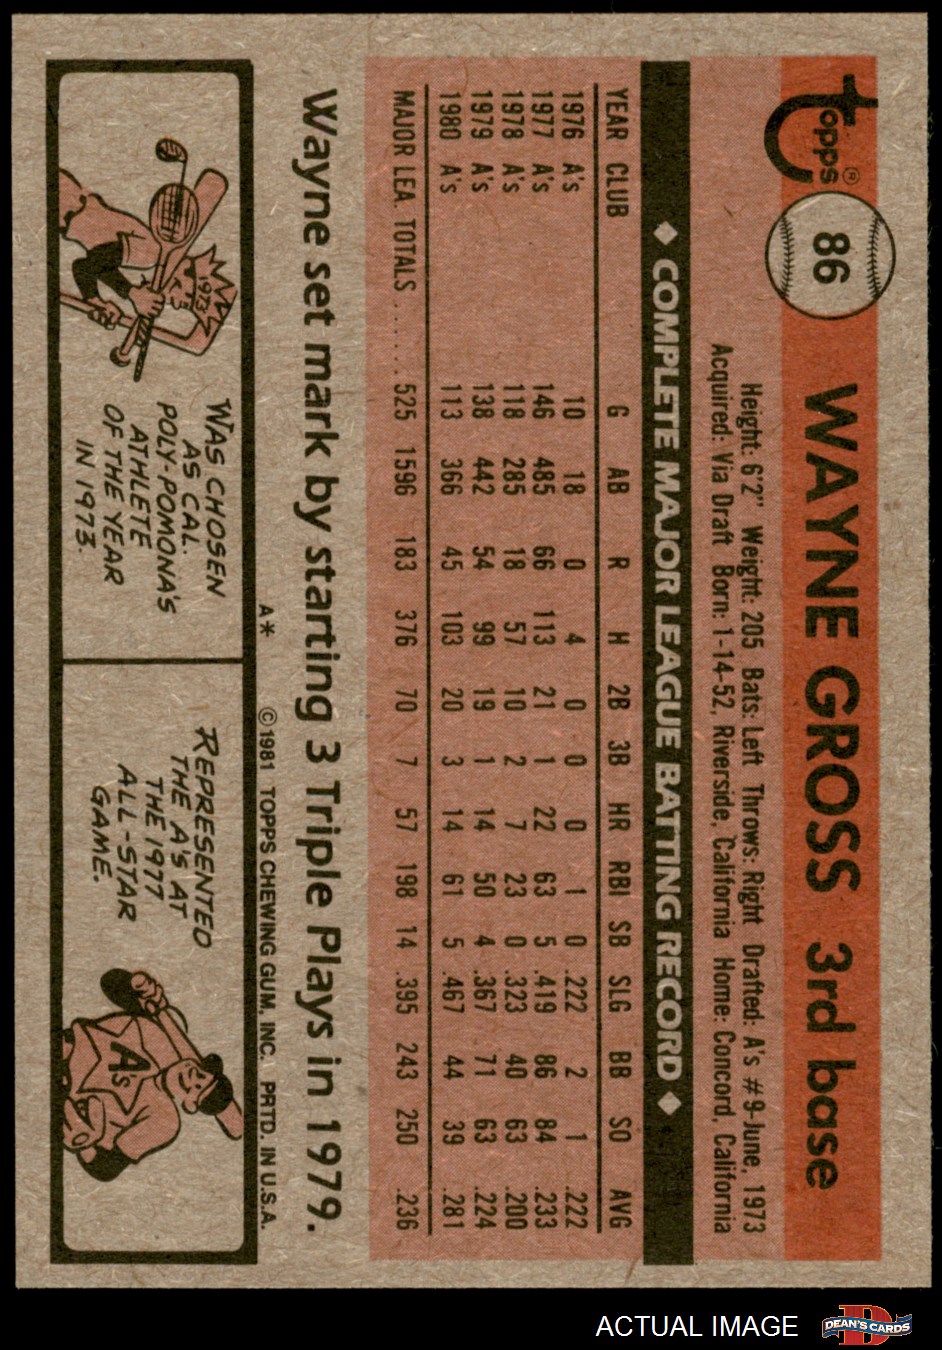 topps®
86
WAYNE GROSS 3rd base
Height: 6'2" Weight: 205 Bats: Left Throws: Right Drafted: A's #9-June, 1973
Acquired: Via Draft Born: 1-14-52, Riverside, California Home: Concord, California
◆ COMPLETE MAJOR LEAGUE BATTING RECORD ◆
YEAR CLUB G AB R H 2B 3B HR RBI SB SLG BB SO AVG
1976 A's 10 18 0 4 0 0 0 1 0 .222 2 1 .222
1977 A's 146 485 66 113 21 1 22 63 5 .419 86 84 .233
1978 A's 118 285 18 57 10 2 7 23 0 .323 40 63 .200
1979 A's 138 442 54 99 19 1 14 50 4 .367 71 63 .224
1980 A's 113 366 45 103 20 3 14 61 5 .467 44 39 .281
MAJOR LEA. TOTALS ...... 525 1596 183 376 70 7 57 198 14 .395 243 250 .236
Wayne set mark by starting 3 Triple Plays in 1979.
A* ©1981 TOPPS CHEWING GUM, INC. PRTD. IN U.S.A.
1973
WAS CHOSEN
AS CAL.
POLY-POMONA'S
ATHLETE
OF THE YEAR
IN 1973.
REPRESENTED
THE A'S AT
THE 1977
ALL-STAR
GAME.
A's
ACTUAL IMAGE
D
DEAN'S CARDS